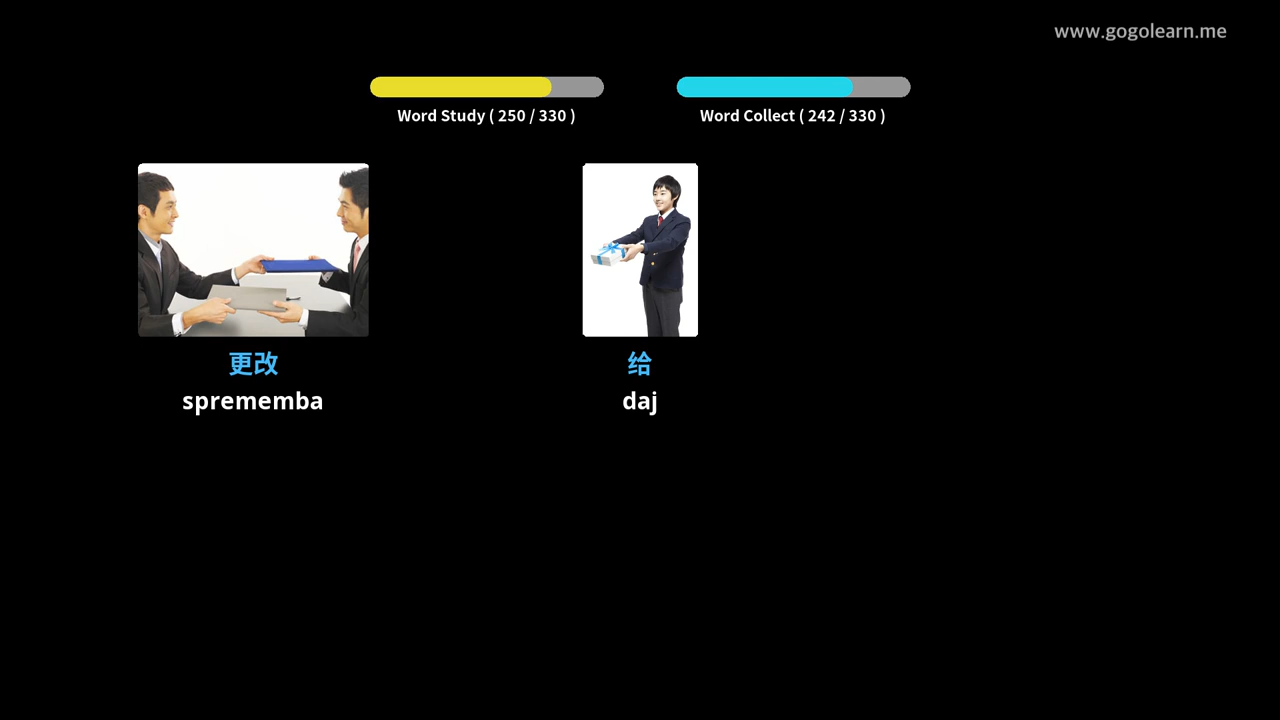 www.gogolearn.me
Word Study ( 250 / 330 )
Word Collect ( 242 / 330 )
更改
sprememba
给
daj